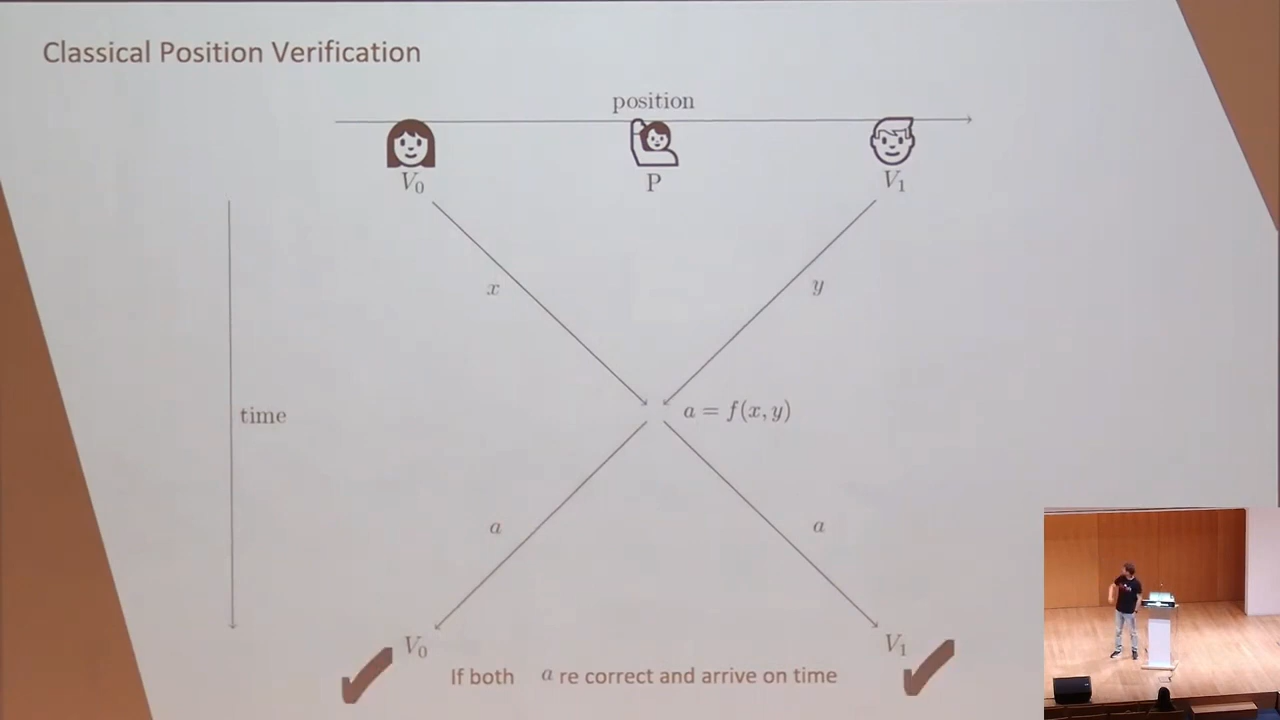 Classical Position Verification
position
V₀
P
V₁
x
y
time
a = f(x, y)
a
a
V₀
V₁
If both a re correct and arrive on time